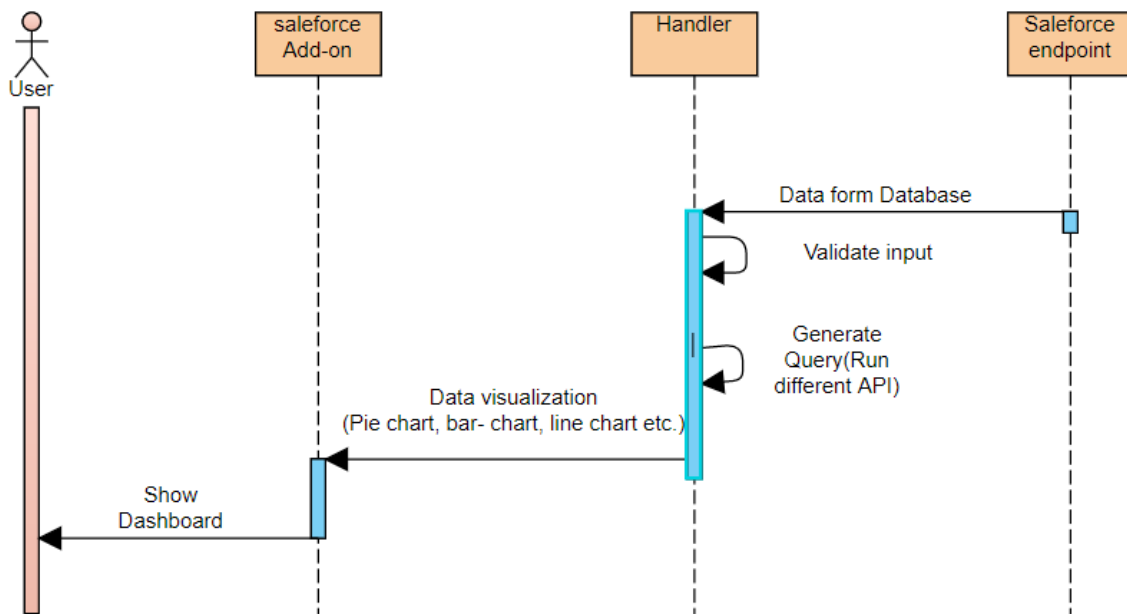 saleforce
Add-on
Handler
Saleforce
endpoint
User
Data form Database
Validate input
Generate
Query(Run
different API)
Data visualization
(Pie chart, bar- chart, line chart etc.)
Show
Dashboard